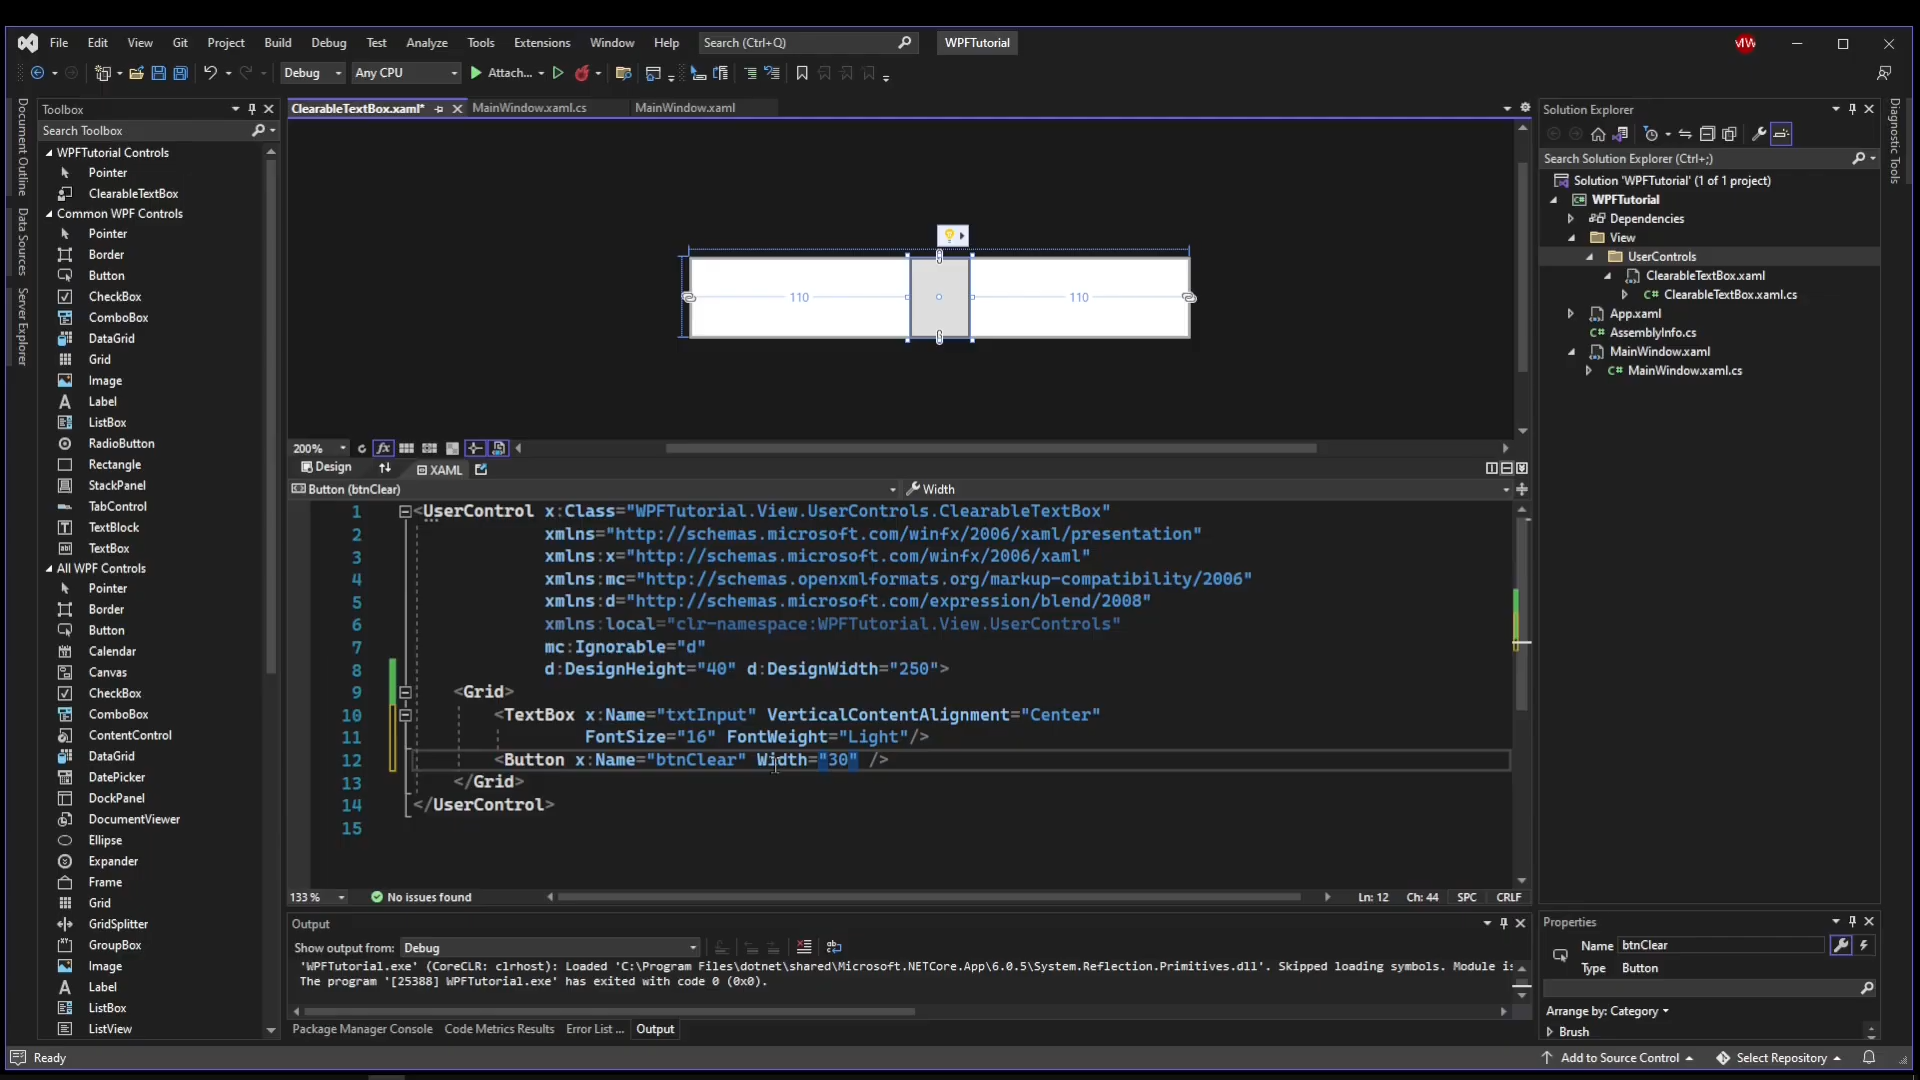 File Edit View Git Project Build Debug Test Analyze Tools Extensions Window Help Search (Ctrl+Q) WPFTutorial MW
Debug Any CPU Attach...
Document Outline
Data Sources
Server Explorer
Toolbox
Search Toolbox
WPFTutorial Controls
Pointer
ClearableTextBox
Common WPF Controls
Pointer
Border
Button
CheckBox
ComboBox
DataGrid
Grid
Image
Label
ListBox
RadioButton
Rectangle
StackPanel
TabControl
TextBlock
TextBox
All WPF Controls
Pointer
Border
Button
Calendar
Canvas
CheckBox
ComboBox
ContentControl
DataGrid
DatePicker
DockPanel
DocumentViewer
Ellipse
Expander
Frame
Grid
GridSplitter
GroupBox
Image
Label
ListBox
ListView
ClearableTextBox.xaml* MainWindow.xaml.cs MainWindow.xaml
110 110
200% fx
Design XAML
Button (btnClear) Width
1 <UserControl x:Class="WPFTutorial.View.UserControls.ClearableTextBox"
2 xmlns="http://schemas.microsoft.com/winfx/2006/xaml/presentation"
3 xmlns:x="http://schemas.microsoft.com/winfx/2006/xaml"
4 xmlns:mc="http://schemas.openxmlformats.org/markup-compatibility/2006"
5 xmlns:d="http://schemas.microsoft.com/expression/blend/2008"
6 xmlns:local="clr-namespace:WPFTutorial.View.UserControls"
7 mc:Ignorable="d"
8 d:DesignHeight="40" d:DesignWidth="250">
9 <Grid>
10 <TextBox x:Name="txtInput" VerticalContentAlignment="Center"
11 FontSize="16" FontWeight="Light"/>
12 <Button x:Name="btnClear" Width="30" />
13 </Grid>
14 </UserControl>
15
133 % No issues found Ln: 12 Ch: 44 SPC CRLF
Output
Show output from: Debug
'WPFTutorial.exe' (CoreCLR: clrhost): Loaded 'C:\Program Files\dotnet\shared\Microsoft.NETCore.App\6.0.5\System.Reflection.Primitives.dll'. Skipped loading symbols. Module i
The program '[25388] WPFTutorial.exe' has exited with code 0 (0x0).
Package Manager Console Code Metrics Results Error List ... Output
Solution Explorer
Search Solution Explorer (Ctrl+;)
Solution 'WPFTutorial' (1 of 1 project)
C# WPFTutorial
Dependencies
View
UserControls
ClearableTextBox.xaml
C# ClearableTextBox.xaml.cs
App.xaml
C# AssemblyInfo.cs
MainWindow.xaml
C# MainWindow.xaml.cs
Diagnostic Tools
Properties
Name btnClear
Type Button
Arrange by: Category
Brush
Ready Add to Source Control Select Repository